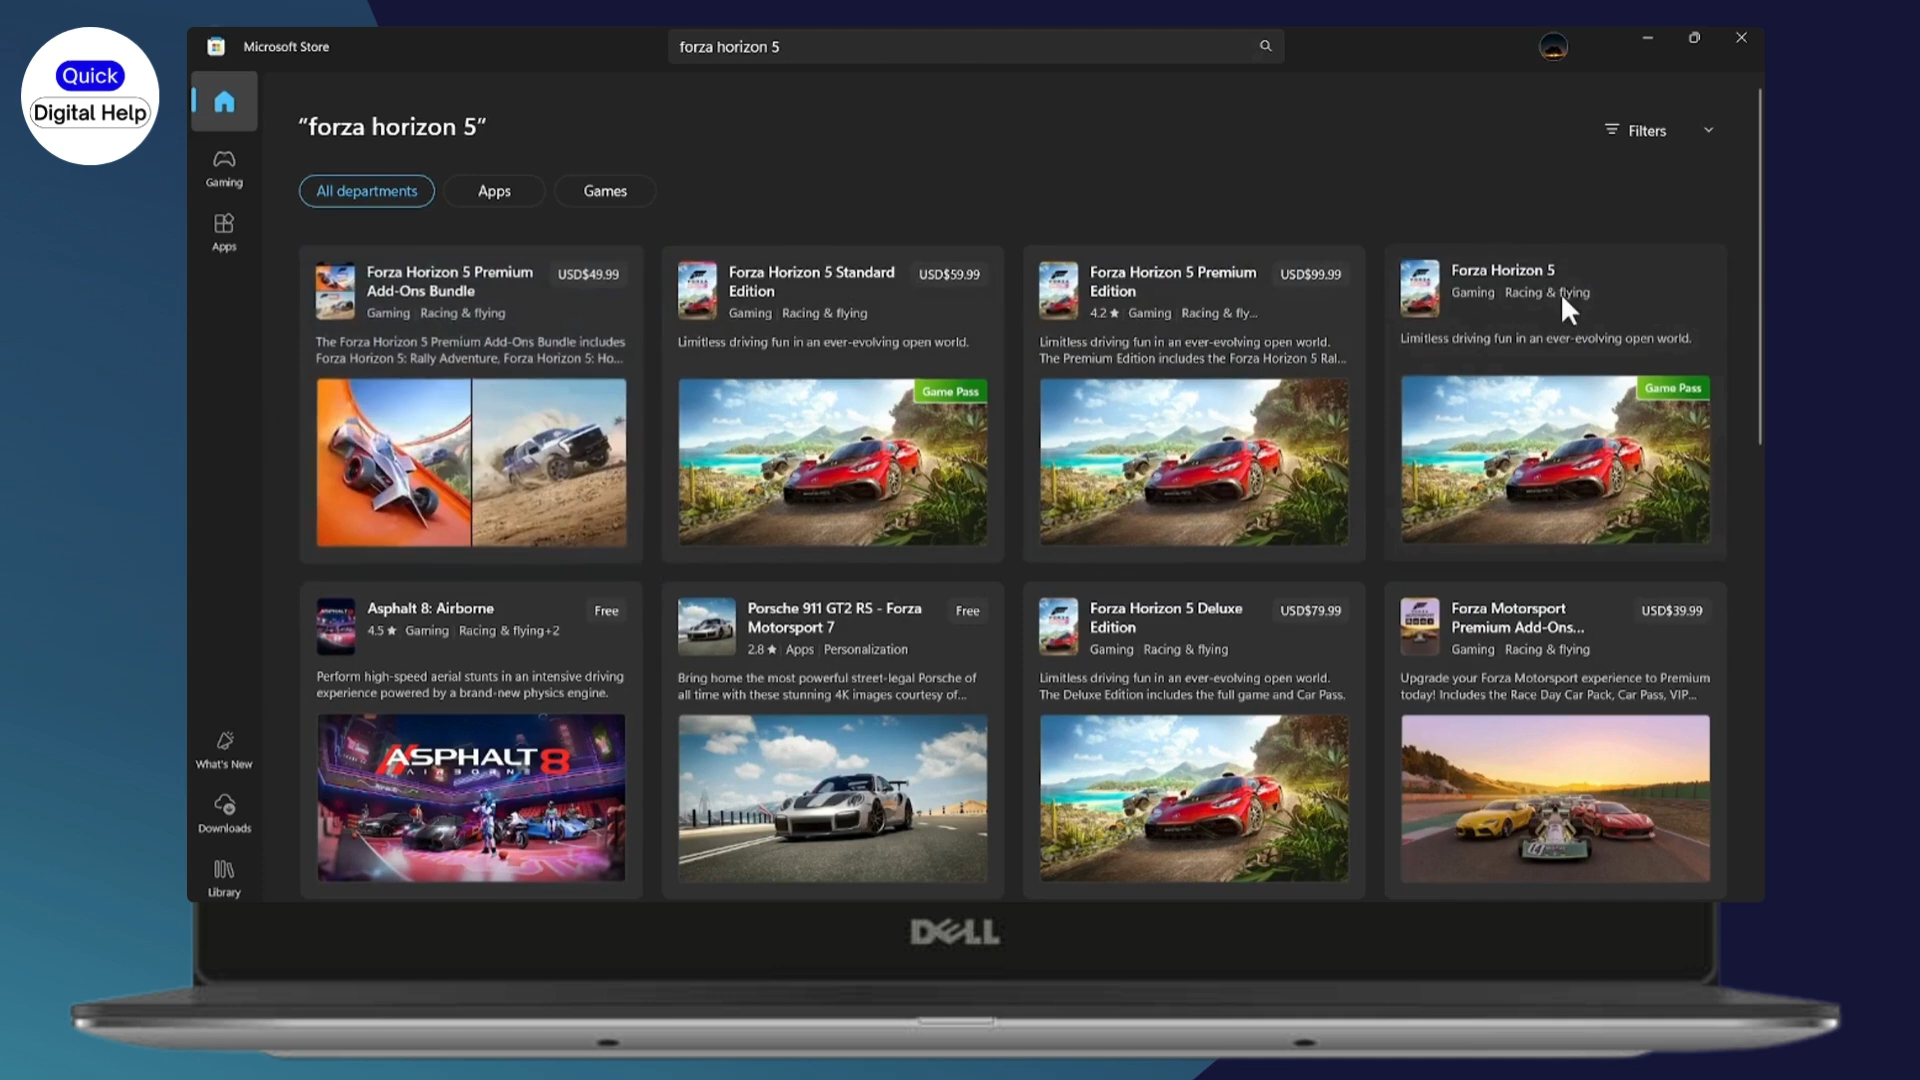 Quick
Digital Help
Microsoft Store
forza horizon 5
Gaming
Apps
What's New
Downloads
Library
“forza horizon 5”
Filters
All departments
Apps
Games
Forza Horizon 5 Premium
Add-Ons Bundle
USD$49.99
Gaming Racing & flying
The Forza Horizon 5 Premium Add-Ons Bundle includes
Forza Horizon 5: Rally Adventure, Forza Horizon 5: Ho...
Forza Horizon 5 Standard
Edition
USD$59.99
Gaming Racing & flying
Limitless driving fun in an ever-evolving open world.
Game Pass
Forza Horizon 5 Premium
Edition
USD$99.99
4.2 ★ Gaming Racing & fly...
Limitless driving fun in an ever-evolving open world.
The Premium Edition includes the Forza Horizon 5 Ral...
Forza Horizon 5
Gaming Racing & flying
Limitless driving fun in an ever-evolving open world.
Game Pass
Asphalt 8: Airborne
Free
4.5 ★ Gaming Racing & flying+2
Perform high-speed aerial stunts in an intensive driving
experience powered by a brand-new physics engine.
ASPHALT 8
AIRBORNE
Porsche 911 GT2 RS - Forza
Motorsport 7
Free
2.8 ★ Apps Personalization
Bring home the most powerful street-legal Porsche of
all time with these stunning 4K images courtesy of...
Forza Horizon 5 Deluxe
Edition
USD$79.99
Gaming Racing & flying
Limitless driving fun in an ever-evolving open world.
The Deluxe Edition includes the full game and Car Pass.
Forza Motorsport
Premium Add-Ons...
USD$39.99
Gaming Racing & flying
Upgrade your Forza Motorsport experience to Premium
today! Includes the Race Day Car Pack, Car Pass, VIP...
DELL